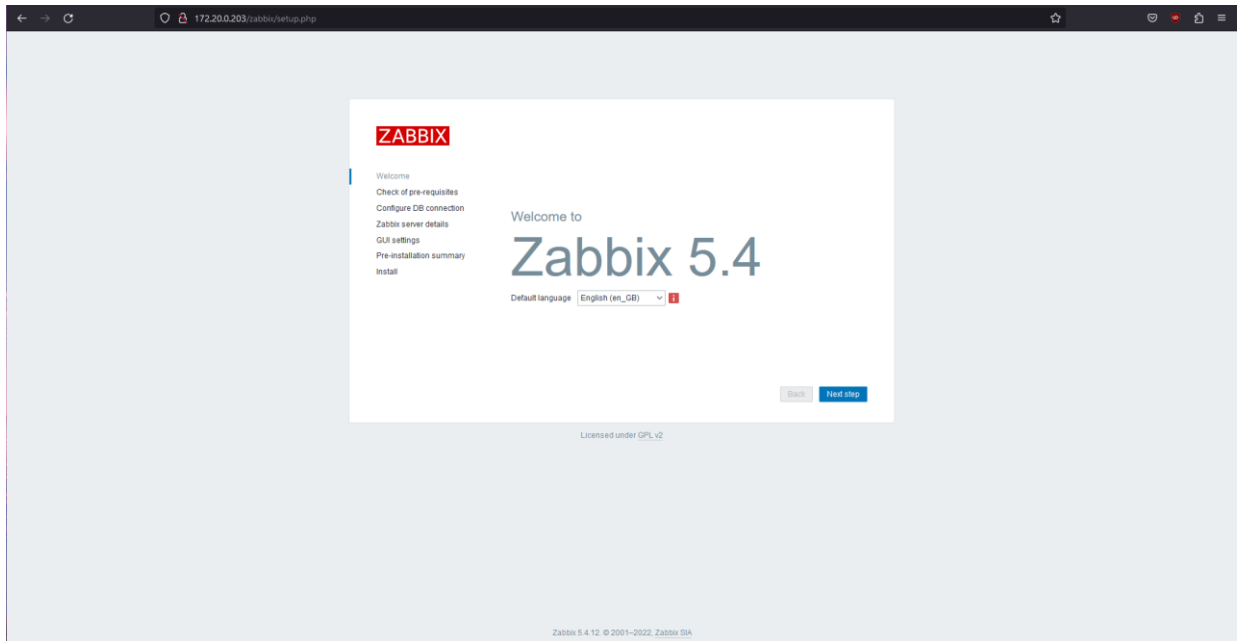 172.20.0.203/zabbix/setup.php
ZABBIX
Welcome
Check of pre-requisites
Configure DB connection
Zabbix server details
GUI settings
Pre-installation summary
Install
Welcome to
Zabbix 5.4
Default language English (en_GB) i
Back Next step
Licensed under GPL v2
Zabbix 5.4.12. © 2001–2022, Zabbix SIA